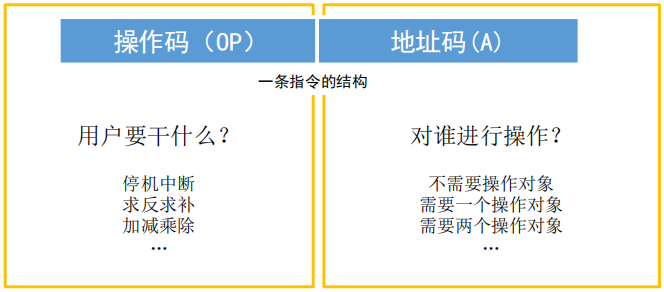 操作码（OP）
地址码(A)
一条指令的结构
用户要干什么？
对谁进行操作？
停机中断
求反求补
加减乘除
...
不需要操作对象
需要一个操作对象
需要两个操作对象
...